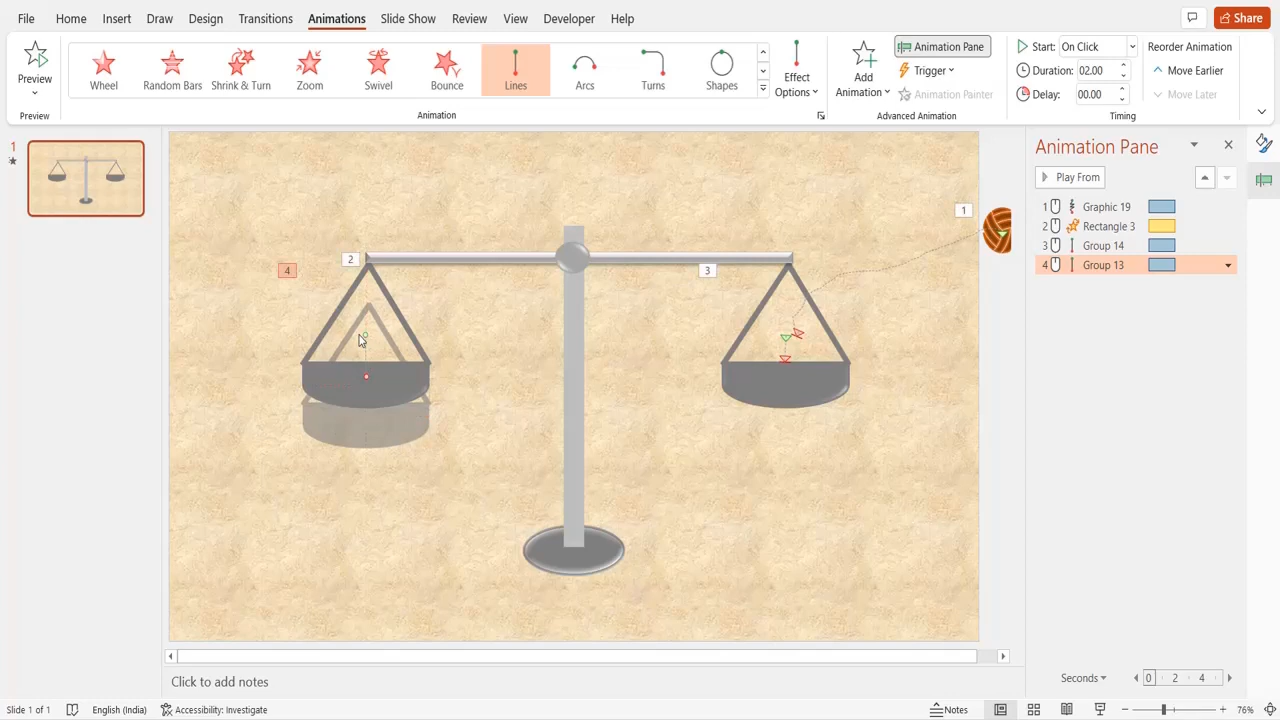 File Home Insert Draw Design Transitions Animations Slide Show Review View Developer Help Share
Preview
Wheel Random Bars Shrink & Turn Zoom Swivel Bounce Lines Arcs Turns Shapes
Effect
Options
Add
Animation
Animation Pane
Trigger
Animation Painter
Start: On Click
Duration: 02.00
Delay: 00.00
Reorder Animation
Move Earlier
Move Later
Preview Animation Advanced Animation Timing
1
1
2
4
3
Animation Pane
Play From
1 Graphic 19
2 Rectangle 3
3 Group 14
4 Group 13
Seconds 0 2 4
Click to add notes
Slide 1 of 1 English (India) Accessibility: Investigate Notes 76%